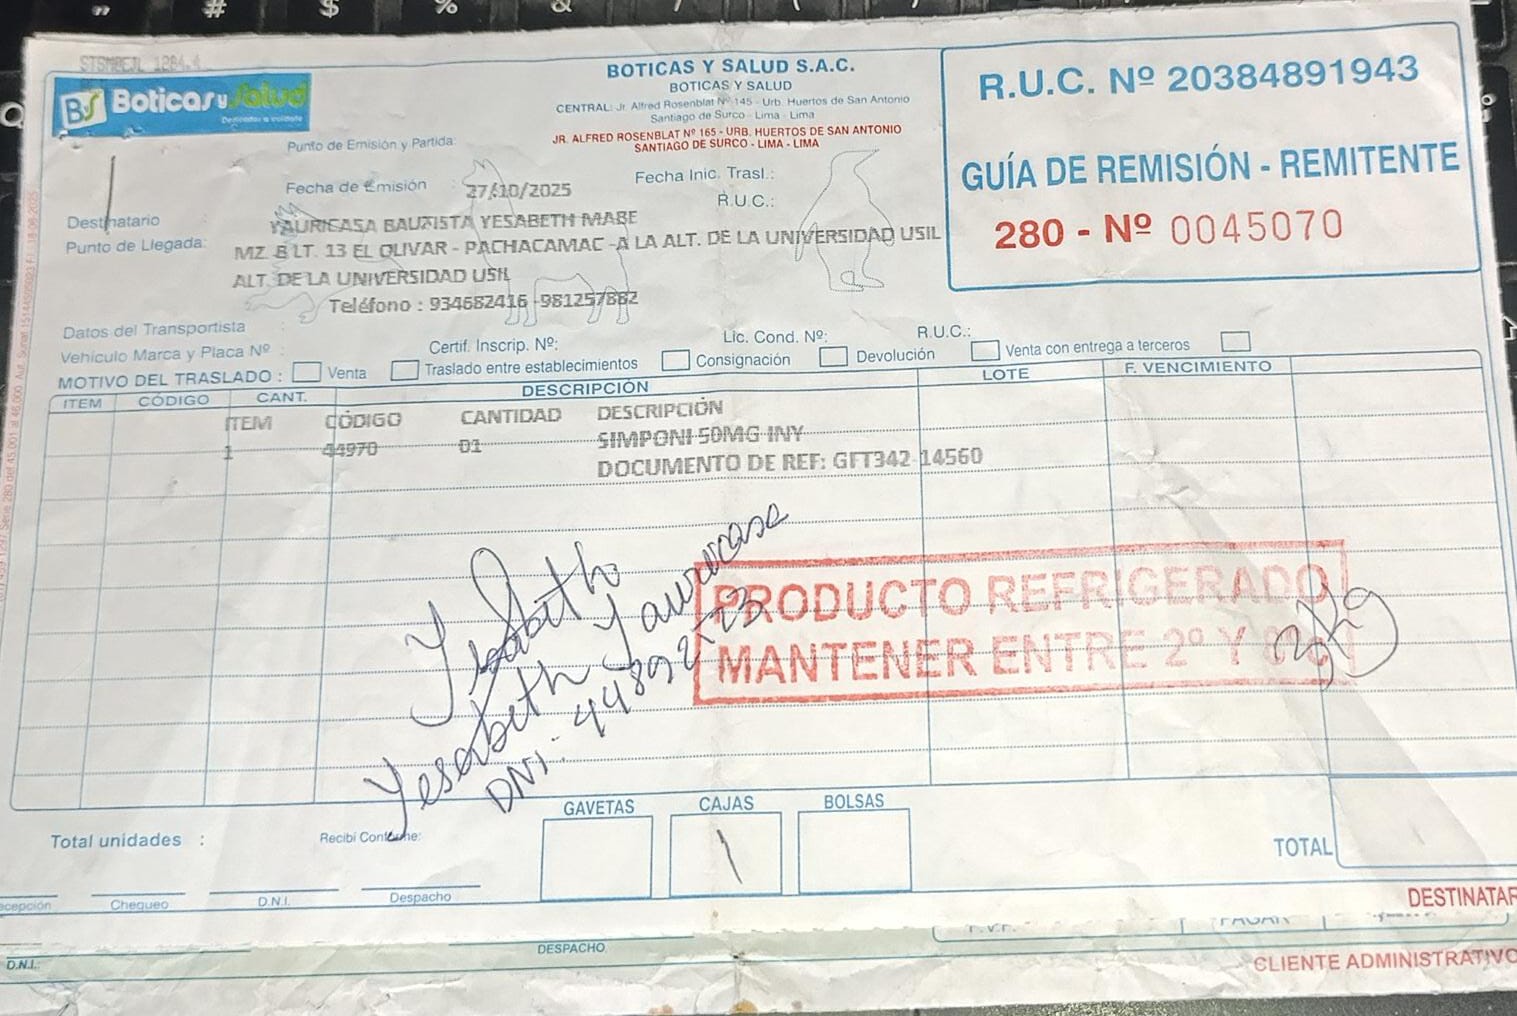 STSMBEJL 1284.4
BS Boticas y Salud
Dedicados a cuidarte
BOTICAS Y SALUD S.A.C.
BOTICAS Y SALUD
CENTRAL: Jr. Alfred Rosenblat Nº 145 - Urb. Huertos de San Antonio
Santiago de Surco - Lima - Lima
JR. ALFRED ROSENBLAT Nº 165 - URB. HUERTOS DE SAN ANTONIO
SANTIAGO DE SURCO - LIMA - LIMA
R.U.C. Nº 20384891943
GUÍA DE REMISIÓN - REMITENTE
280 - Nº 0045070
Punto de Emisión y Partida:
Fecha de Emisión 27/10/2025 Fecha Inic. Trasl.:
R.U.C.:
Destinatario YAURICASA BAUTISTA YESABETH MABE
Punto de Llegada: MZ. B LT. 13 EL OLIVAR - PACHACAMAC -A LA ALT. DE LA UNIVERSIDAD USIL
ALT. DE LA UNIVERSIDAD USIL
Teléfono : 934682416 -981257882
Datos del Transportista :
Vehículo Marca y Placa Nº : Certif. Inscrip. Nº: Lic. Cond. Nº: R.U.C.:
MOTIVO DEL TRASLADO : Venta Traslado entre establecimientos Consignación Devolución Venta con entrega a terceros
ITEM CÓDIGO CANT. DESCRIPCIÓN LOTE F. VENCIMIENTO
ITEM CÓDIGO CANTIDAD DESCRIPCIÓN
1 44970 01 SIMPONI 50MG INY
DOCUMENTO DE REF: GFT342-14560
PRODUCTO REFRIGERADO
MANTENER ENTRE 2º Y
Yesabeth Yauricasa
DNI:
GAVETAS CAJAS BOLSAS
1
Total unidades : Recibí Conforme:
TOTAL
Chequeo D.N.I. Despacho
DESTINATAR
DESPACHO
D.N.I.:
CLIENTE ADMINISTRATIVO